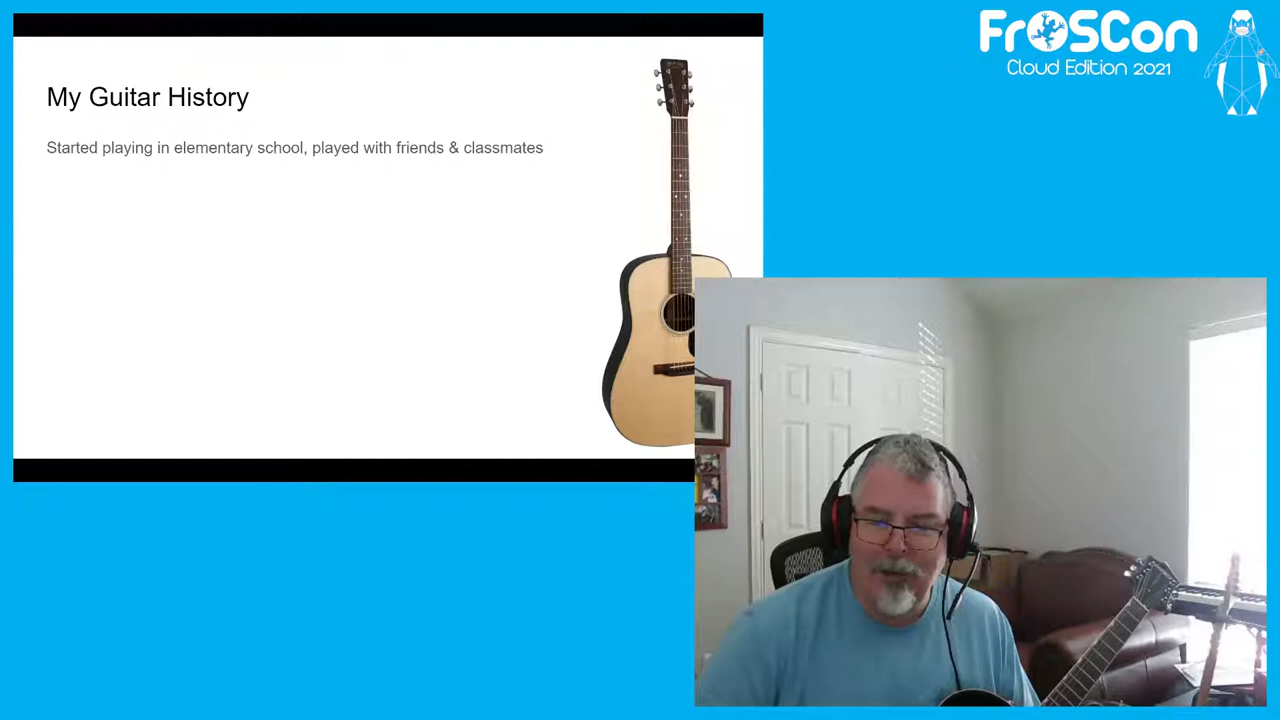 My Guitar History
Started playing in elementary school, played with friends & classmates
FrOSCon
Cloud Edition 2021